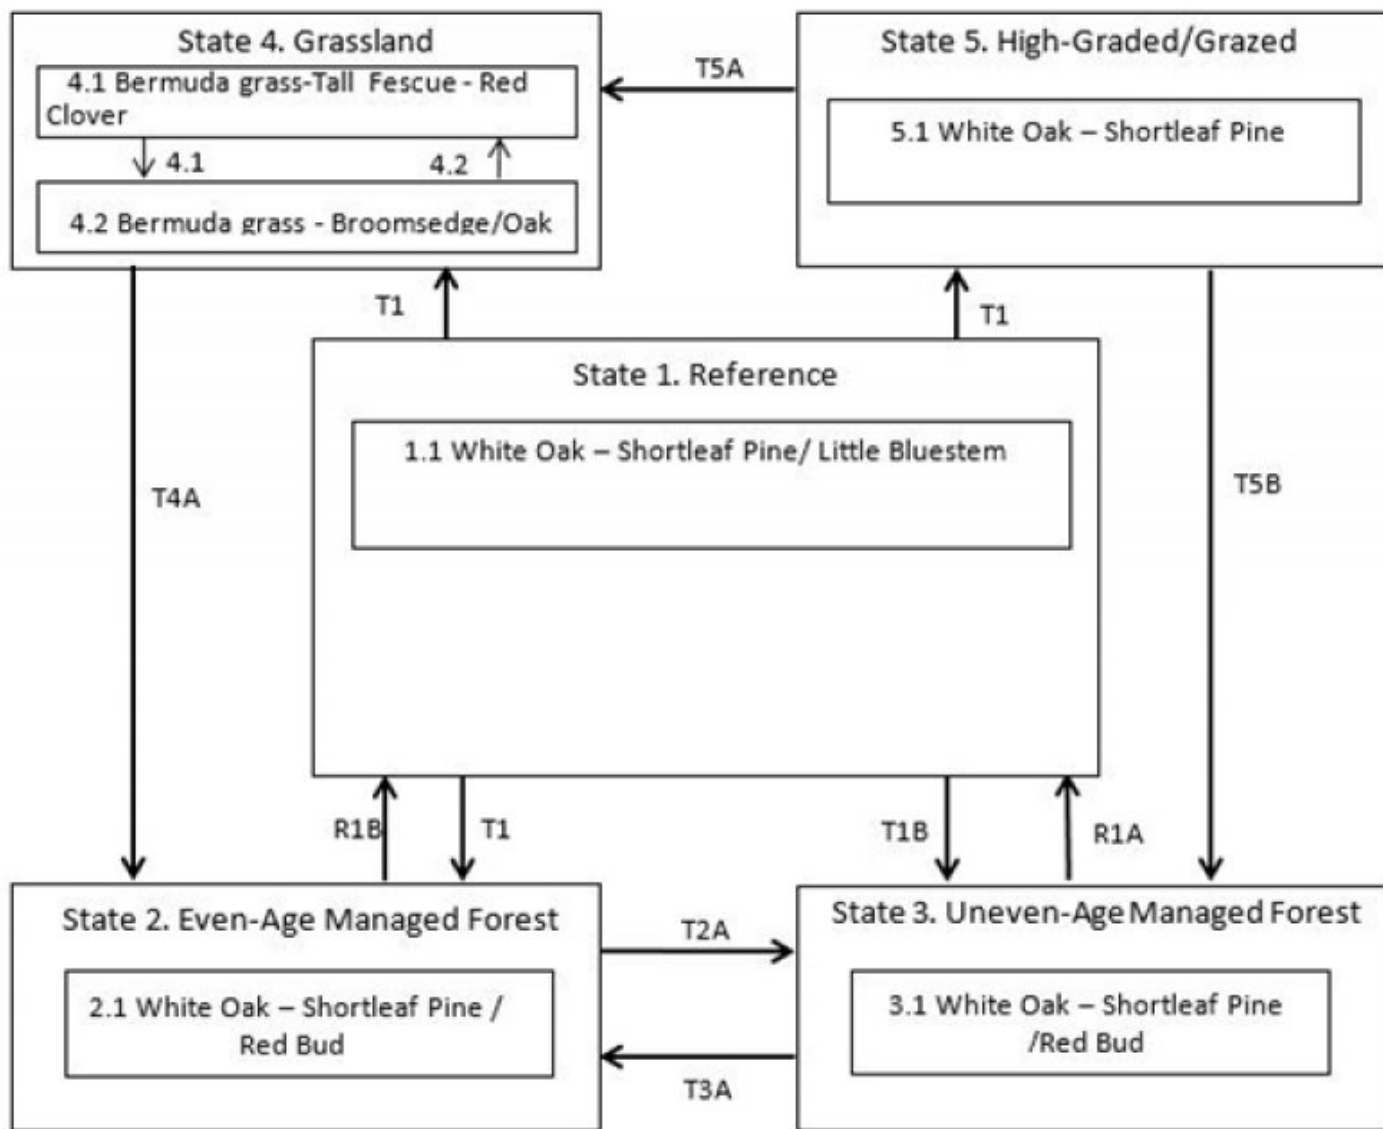 State 4. Grassland
4.1 Bermuda grass-Tall Fescue - Red
Clover
4.1
4.2
4.2 Bermuda grass - Broomsedge/Oak
T5A
State 5. High-Graded/Grazed
5.1 White Oak – Shortleaf Pine
T1
T1
State 1. Reference
1.1 White Oak – Shortleaf Pine/ Little Bluestem
T4A
T5B
R1B
T1
T1B
R1A
State 2. Even-Age Managed Forest
2.1 White Oak – Shortleaf Pine /
Red Bud
T2A
T3A
State 3. Uneven-Age Managed Forest
3.1 White Oak – Shortleaf Pine
/Red Bud